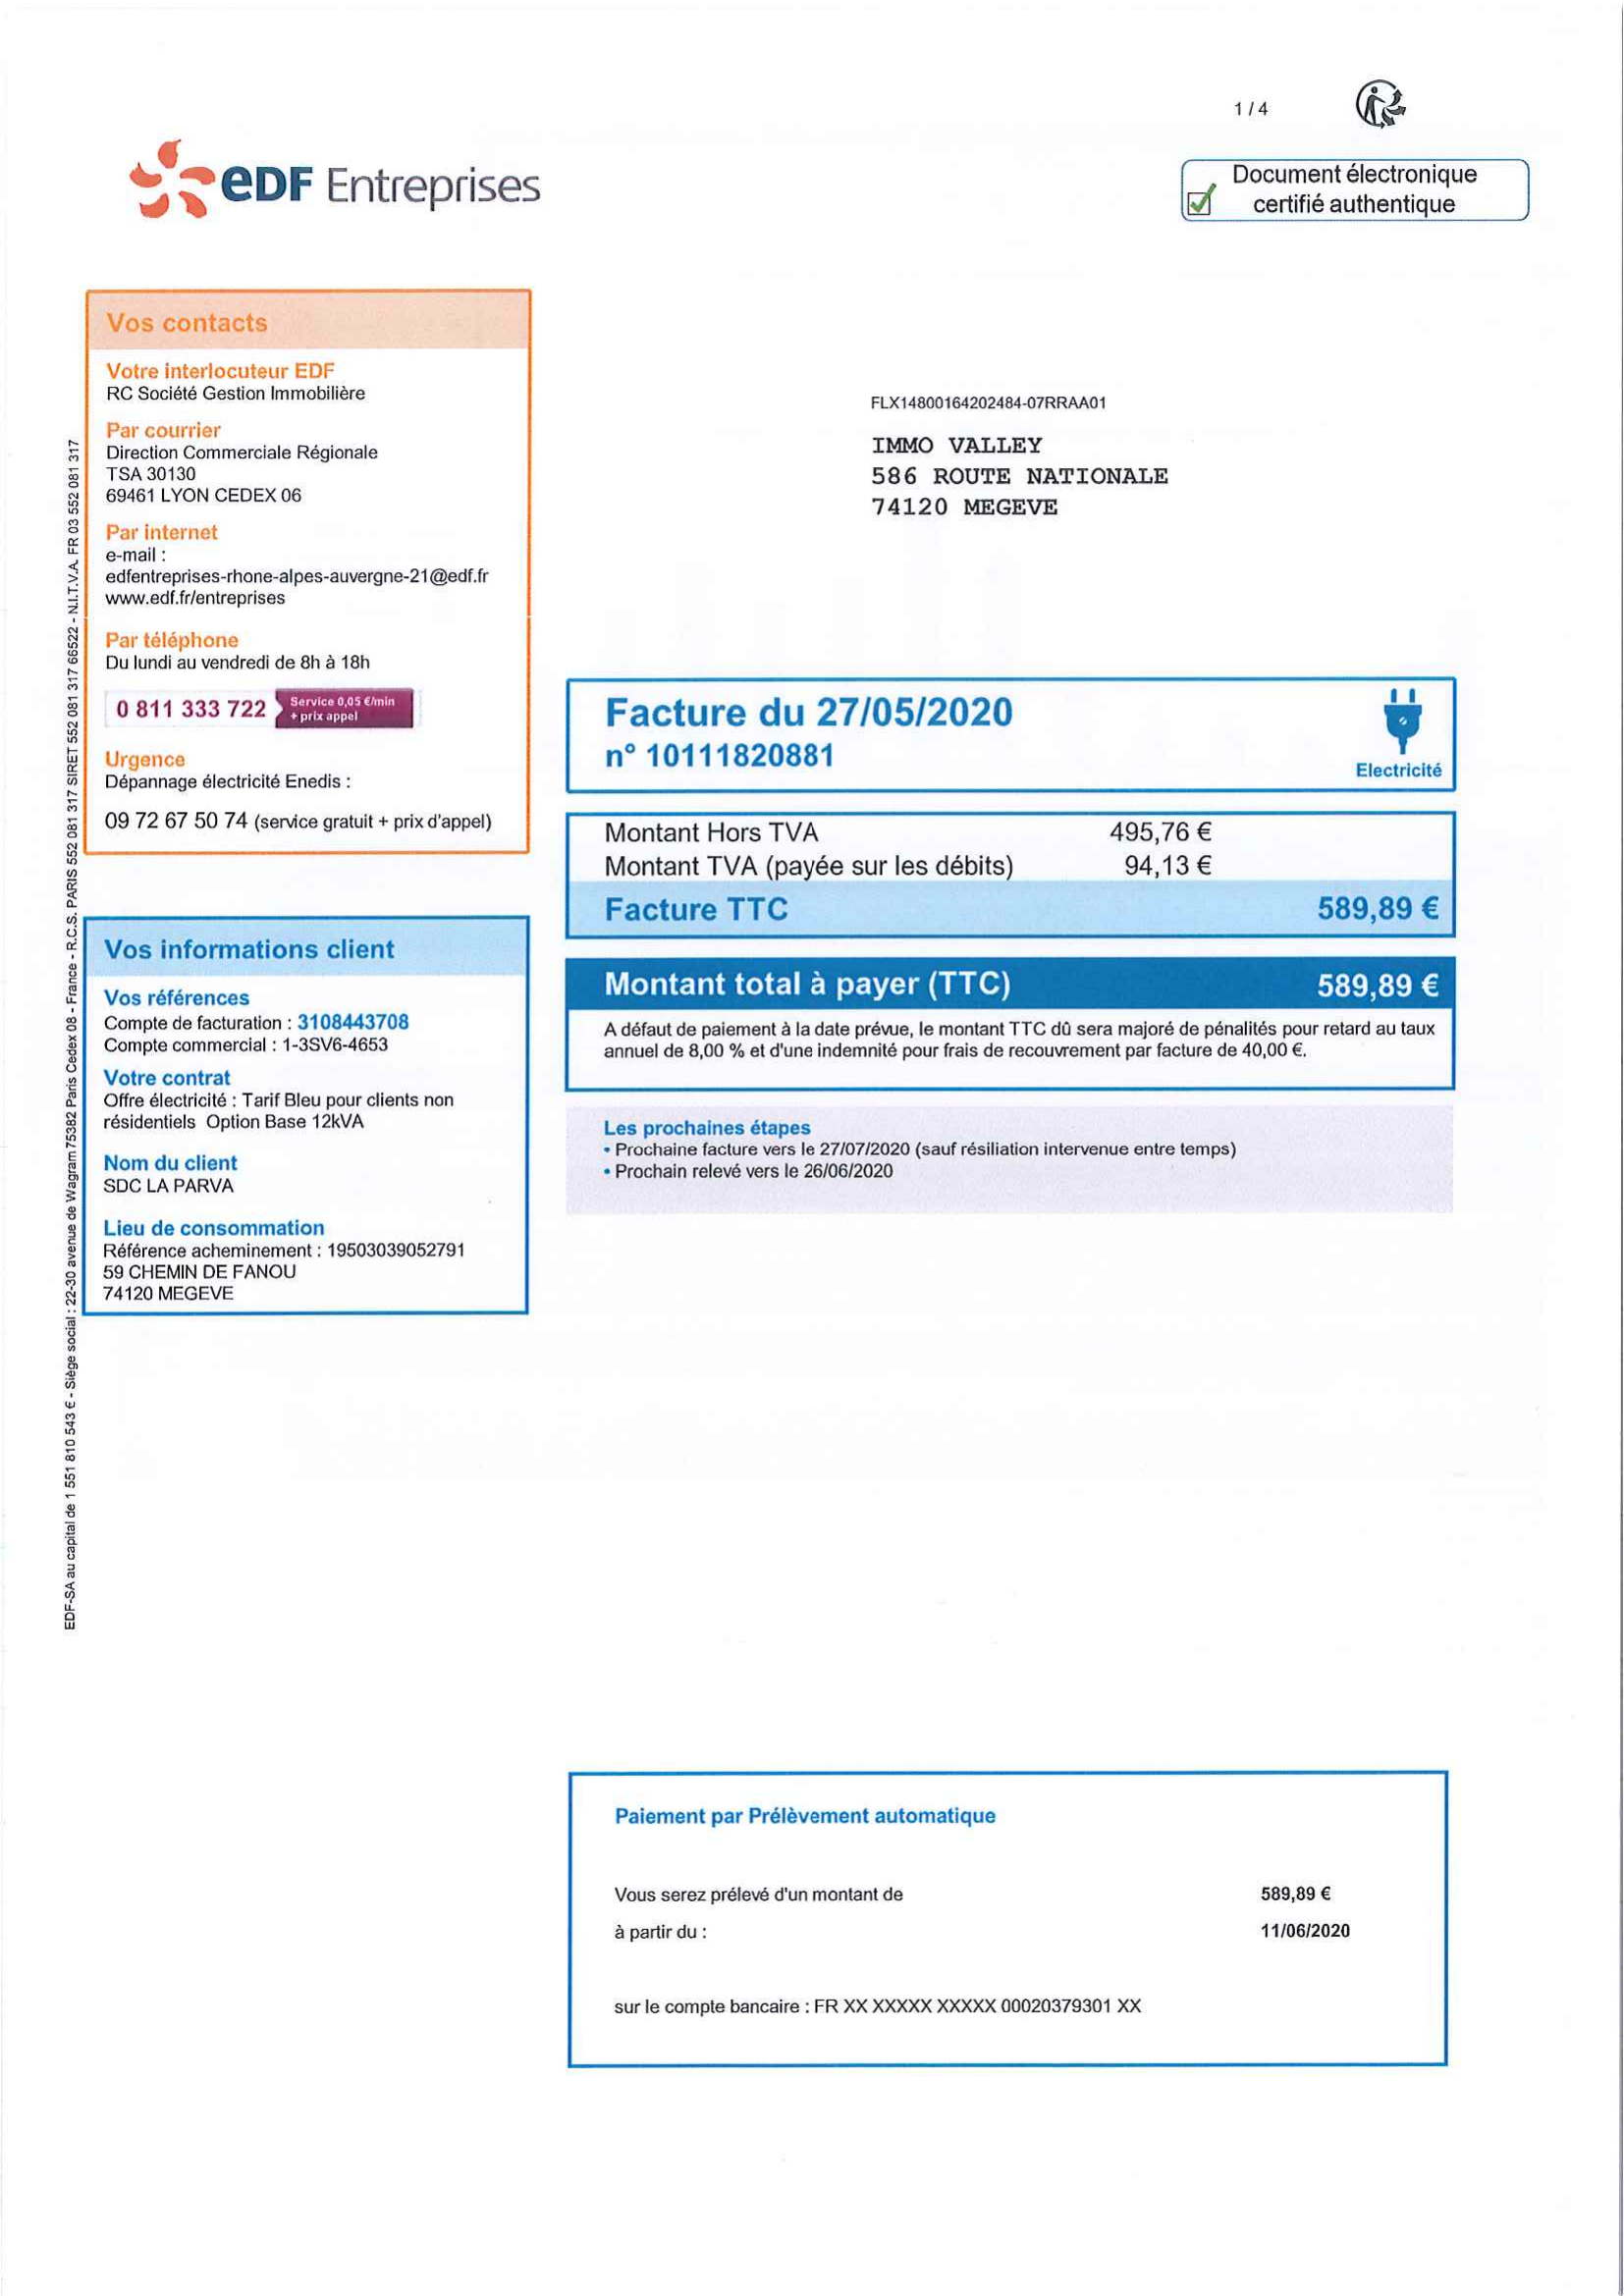 1 / 4
eDF Entreprises
Document électronique
certifié authentique
Vos contacts
Votre interlocuteur EDF
RC Société Gestion Immobilière
Par courrier
Direction Commerciale Régionale
TSA 30130
69461 LYON CEDEX 06
Par internet
e-mail :
edfentreprises-rhone-alpes-auvergne-21@edf.fr
www.edf.fr/entreprises
Par téléphone
Du lundi au vendredi de 8h à 18h
0 811 333 722 Service 0,05 €/min
+ prix appel
Urgence
Dépannage électricité Enedis :
09 72 67 50 74 (service gratuit + prix d'appel)
FLX14800164202484-07RRAA01
IMMO VALLEY
586 ROUTE NATIONALE
74120 MEGEVE
Facture du 27/05/2020
n° 10111820881
Electricité
Montant Hors TVA 495,76 €
Montant TVA (payée sur les débits) 94,13 €
Facture TTC 589,89 €
Montant total à payer (TTC) 589,89 €
A défaut de paiement à la date prévue, le montant TTC dû sera majoré de pénalités pour retard au taux
annuel de 8,00 % et d'une indemnité pour frais de recouvrement par facture de 40,00 €.
Les prochaines étapes
• Prochaine facture vers le 27/07/2020 (sauf résiliation intervenue entre temps)
• Prochain relevé vers le 26/06/2020
Vos informations client
Vos références
Compte de facturation : 3108443708
Compte commercial : 1-3SV6-4653
Votre contrat
Offre électricité : Tarif Bleu pour clients non
résidentiels Option Base 12kVA
Nom du client
SDC LA PARVA
Lieu de consommation
Référence acheminement : 19503039052791
59 CHEMIN DE FANOU
74120 MEGEVE
EDF-SA au capital de 1 551 810 543 € - Siège social : 22-30 avenue de Wagram 75382 Paris Cedex 08 - France - R.C.S. PARIS 552 081 317 SIRET 552 081 317 66522 - N.I.T.V.A. FR 03 552 081 317
Paiement par Prélèvement automatique
Vous serez prélevé d'un montant de 589,89 €
à partir du : 11/06/2020
sur le compte bancaire : FR XX XXXXX XXXXX 00020379301 XX